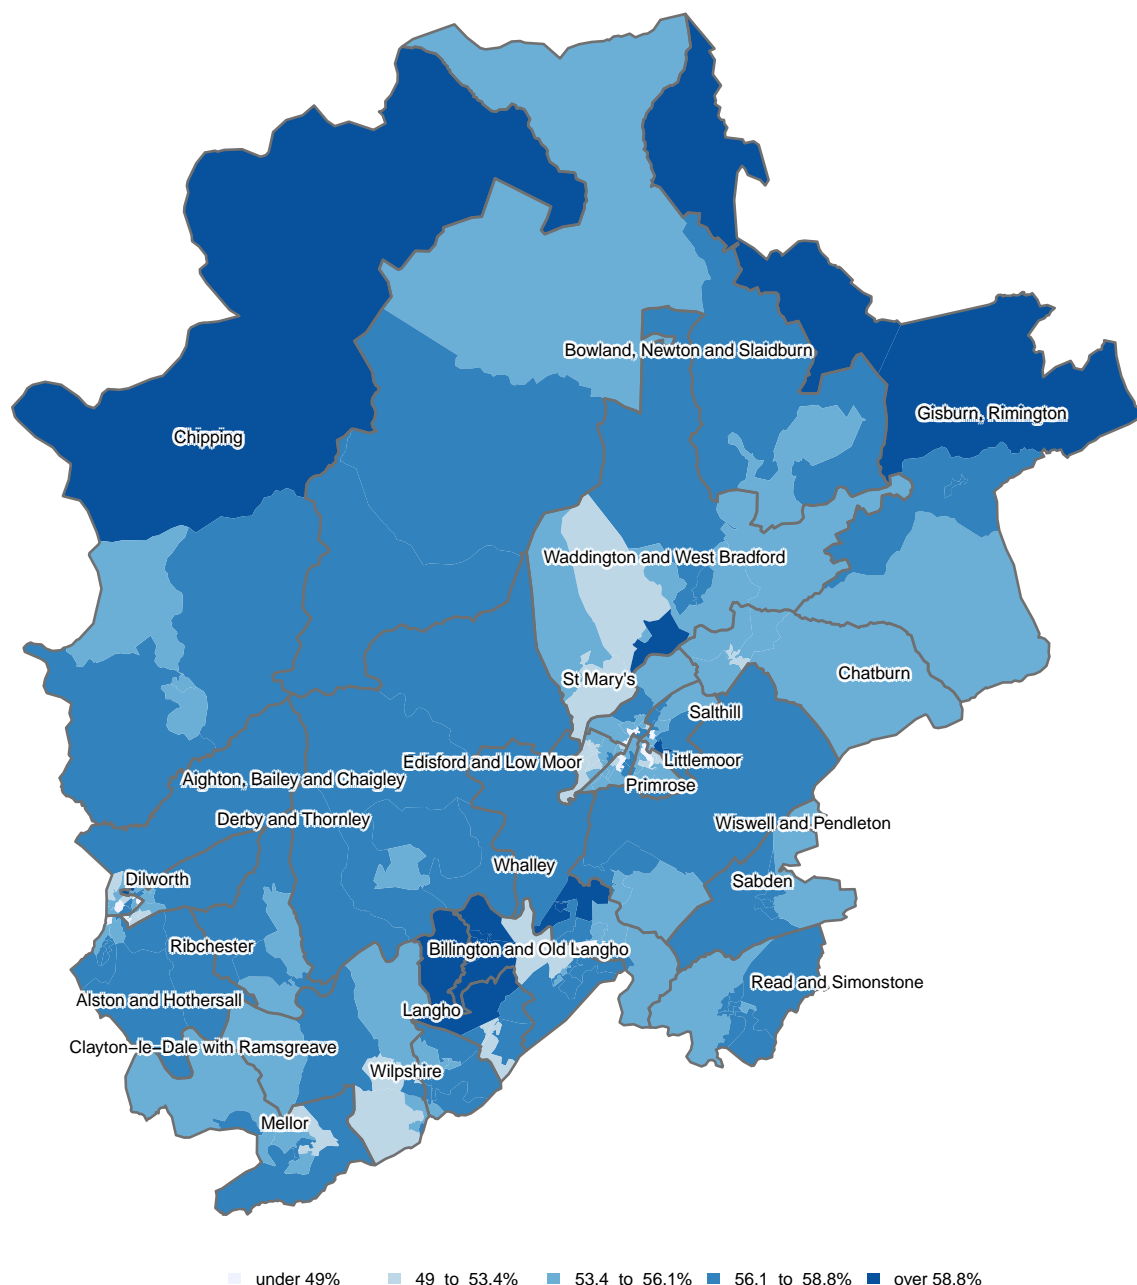 Bowland, Newton and Slaidburn
Gisburn, Rimington
Chipping
Waddington and West Bradford
Chatburn
St Mary's
Salthill
Littlemoor
Edisford and Low Moor
Aighton, Bailey and Chaigley
Primrose
Derby and Thornley
Wiswell and Pendleton
Whalley
Dilworth
Sabden
Ribchester
Billington and Old Langho
Read and Simonstone
Alston and Hothersall
Langho
Clayton–le–Dale with Ramsgreave
Wilpshire
Mellor
under 49% 49 to 53.4% 53.4 to 56.1% 56.1 to 58.8% over 58.8%